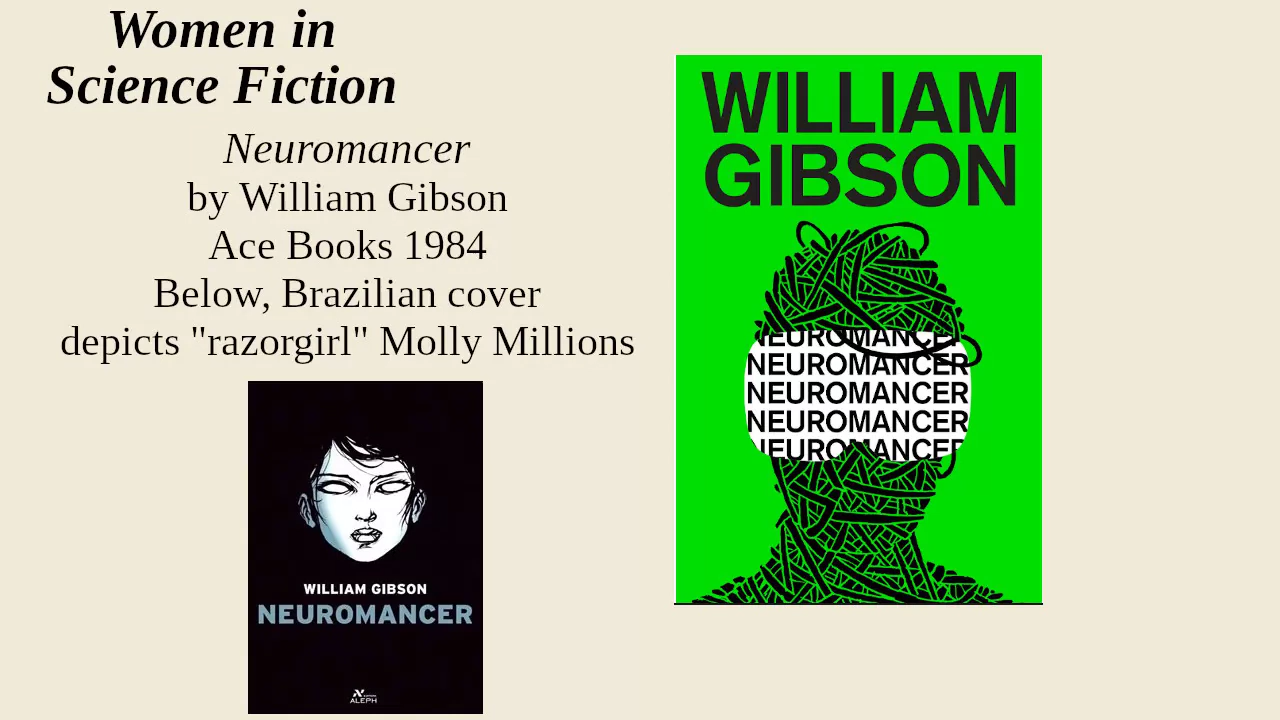 Women in
Science Fiction
Neuromancer
by William Gibson
Ace Books 1984
Below, Brazilian cover
depicts "razorgirl" Molly Millions
WILLIAM GIBSON
NEUROMANCER
ALEPH
WILLIAM
GIBSON
NEUROMANCER
NEUROMANCER
NEUROMANCER
NEUROMANCER
NEUROMANCER